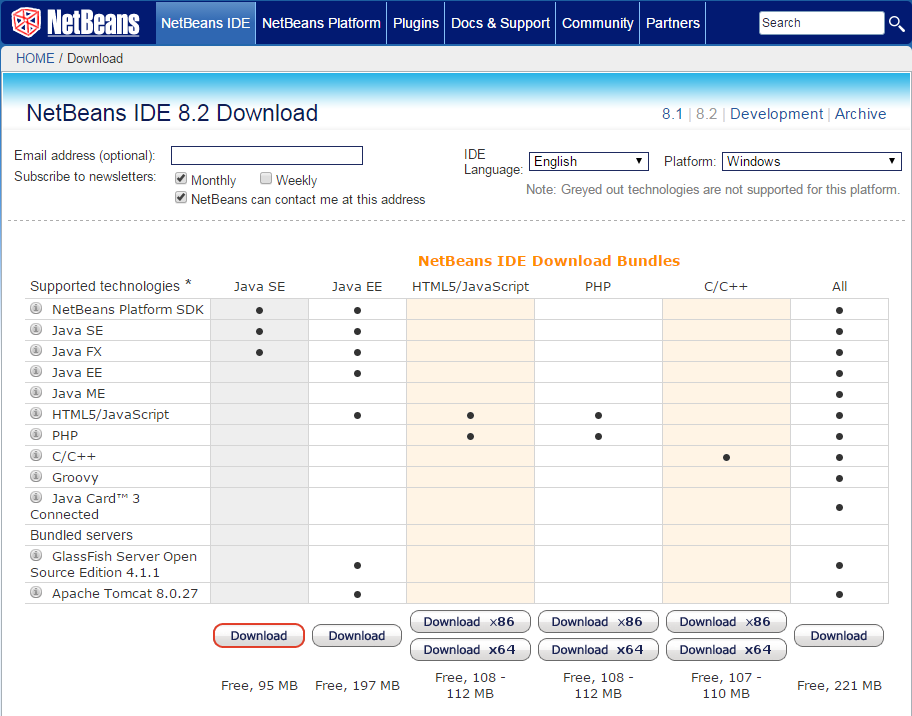 NetBeans
NetBeans IDE NetBeans Platform Plugins Docs & Support Community Partners Search
HOME / Download
NetBeans IDE 8.2 Download
8.1 | 8.2 | Development | Archive
Email address (optional):
Subscribe to newsletters:
Monthly Weekly
NetBeans can contact me at this address
IDE
Language: English Platform: Windows
Note: Greyed out technologies are not supported for this platform.
NetBeans IDE Download Bundles
Supported technologies * Java SE Java EE HTML5/JavaScript PHP C/C++ All
NetBeans Platform SDK • • •
Java SE • • •
Java FX • • •
Java EE • •
Java ME •
HTML5/JavaScript • • • •
PHP • • •
C/C++ • •
Groovy •
Java Card™ 3
Connected •
Bundled servers
GlassFish Server Open
Source Edition 4.1.1 • •
Apache Tomcat 8.0.27 • •
Download Download Download x86 Download x86 Download x86 Download
Download x64 Download x64 Download x64
Free, 95 MB Free, 197 MB Free, 108 - Free, 108 - Free, 107 - Free, 221 MB
112 MB 112 MB 110 MB